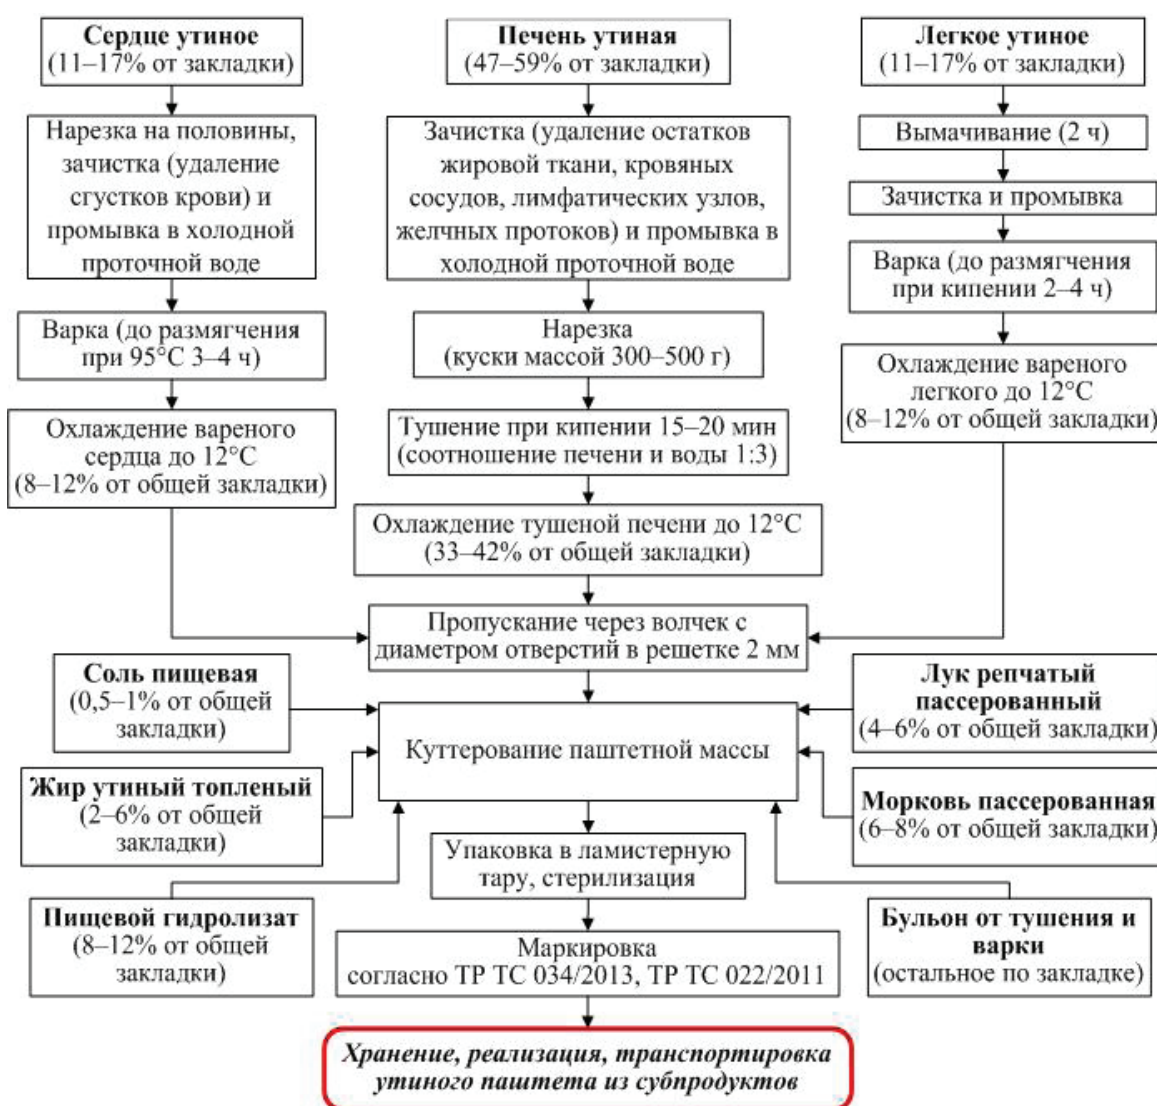 Сердце утиное
(11–17% от закладки)
Нарезка на половины,
зачистка (удаление
сгустков крови) и
промывка в холодной
проточной воде
Варка (до размягчения
при 95°С 3–4 ч)
Охлаждение вареного
сердца до 12°С
(8–12% от общей закладки)
Печень утиная
(47–59% от закладки)
Зачистка (удаление остатков
жировой ткани, кровяных
сосудов, лимфатических узлов,
желчных протоков) и промывка в
холодной проточной воде
Нарезка
(куски массой 300–500 г)
Тушение при кипении 15–20 мин
(соотношение печени и воды 1:3)
Охлаждение тушеной печени до 12°С
(33–42% от общей закладки)
Легкое утиное
(11–17% от закладки)
Вымачивание (2 ч)
Зачистка и промывка
Варка (до размягчения
при кипении 2–4 ч)
Охлаждение вареного
легкого до 12°С
(8–12% от общей закладки)
Пропускание через волчек с
диаметром отверстий в решетке 2 мм
Соль пищевая
(0,5–1% от общей
закладки)
Жир утиный топленый
(2–6% от общей
закладки)
Пищевой гидролизат
(8–12% от общей
закладки)
Куттерование паштетной массы
Лук репчатый
пассерованный
(4–6% от общей закладки)
Морковь пассерованная
(6–8% от общей закладки)
Бульон от тушения и
варки
(остальное по закладке)
Упаковка в ламистерную
тару, стерилизация
Маркировка
согласно ТР ТС 034/2013, ТР ТС 022/2011
Хранение, реализация, транспортировка
утиного паштета из субпродуктов